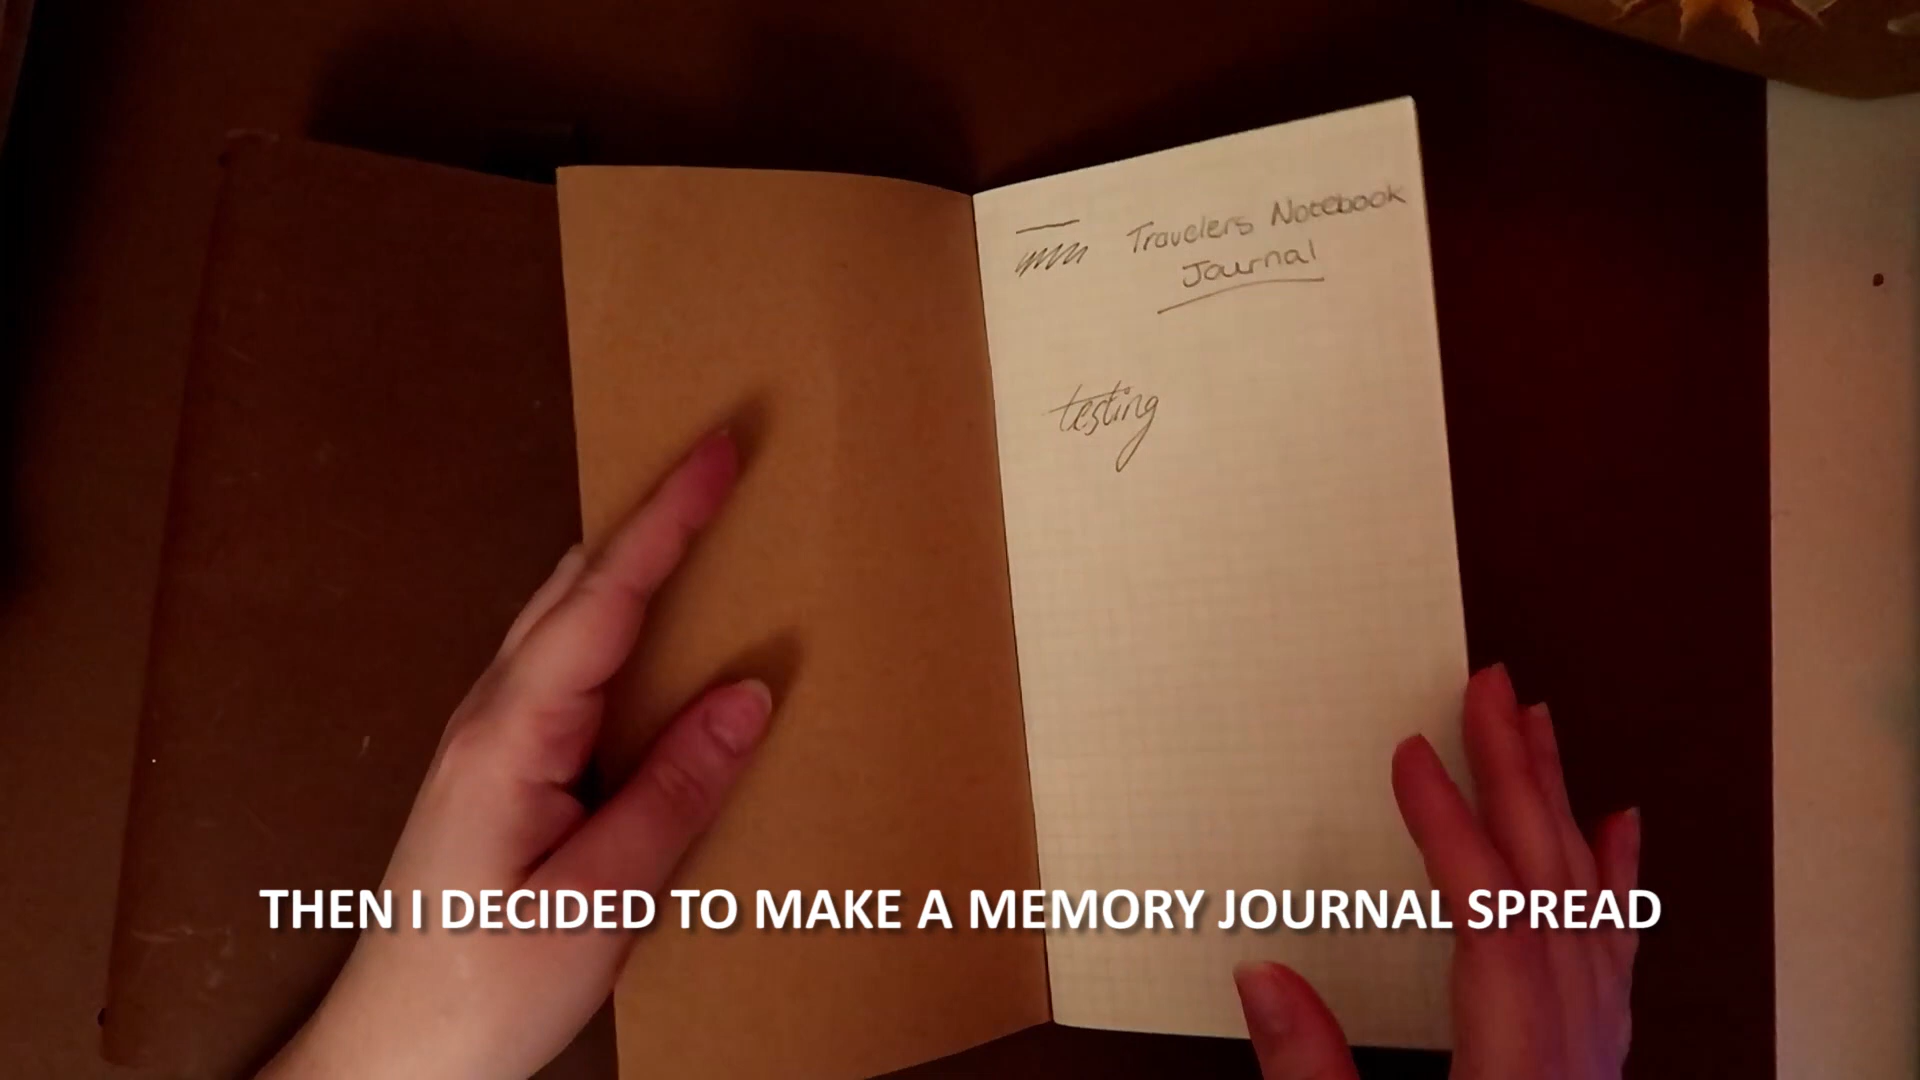 Travelers Notebook
Journal
testing
THEN I DECIDED TO MAKE A MEMORY JOURNAL SPREAD